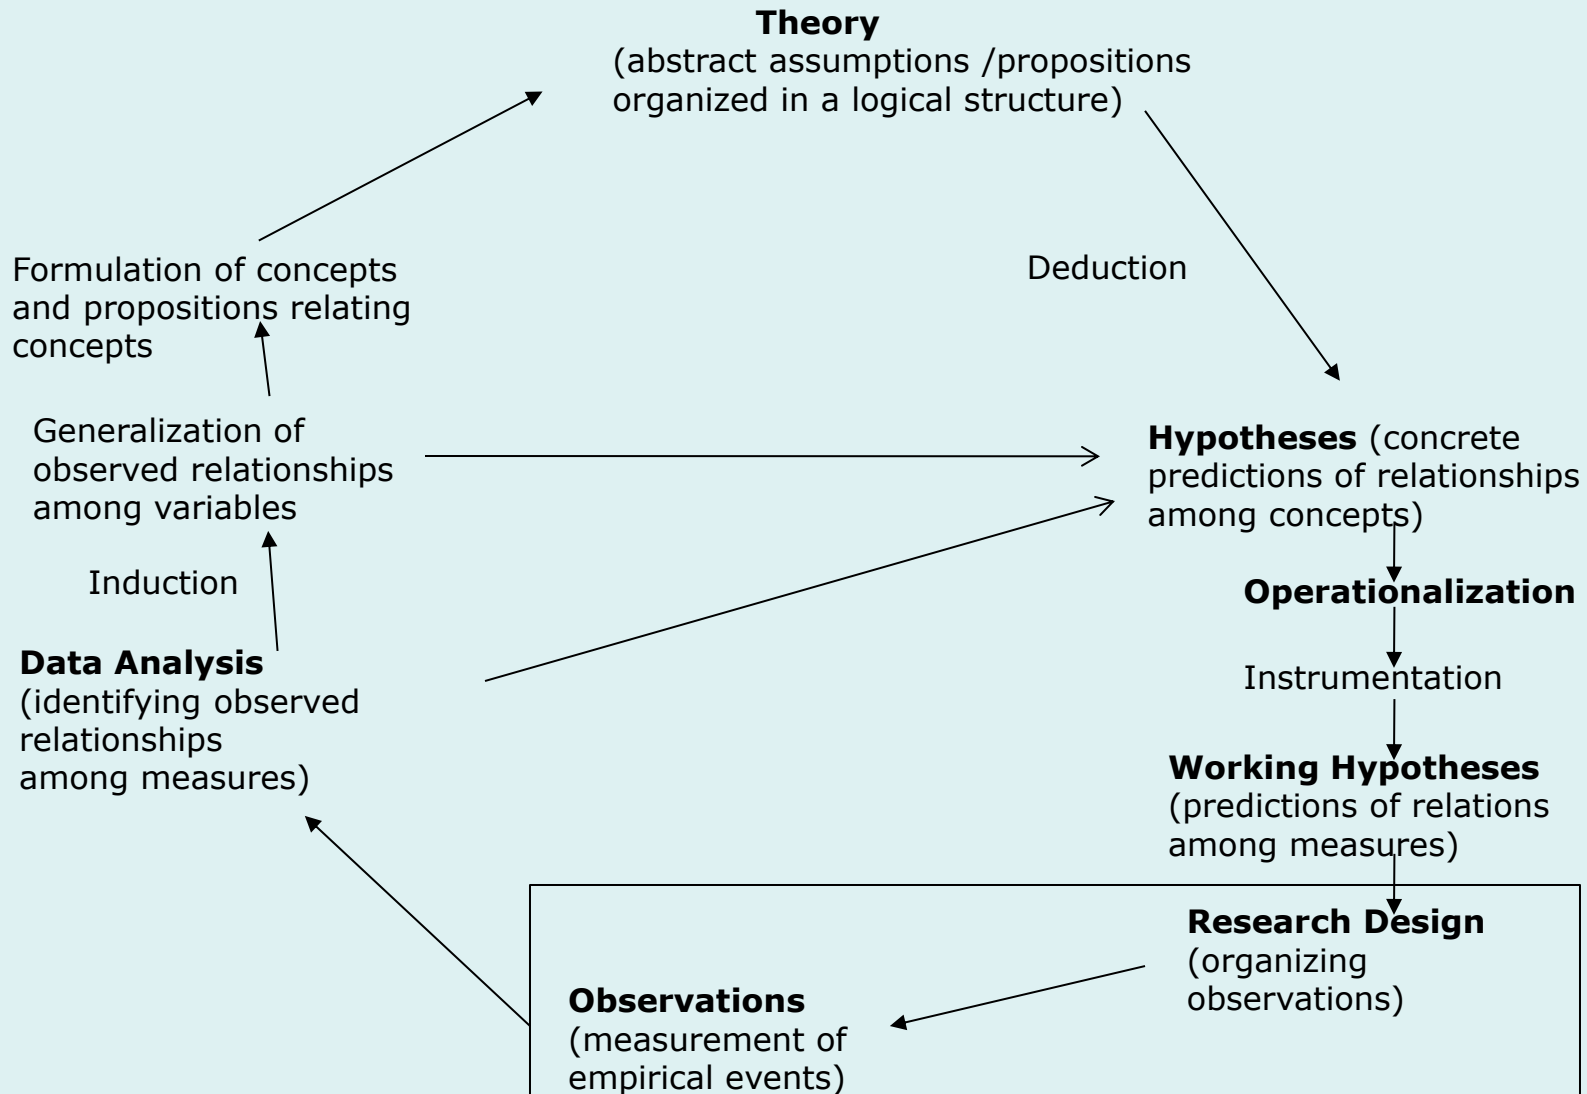 Theory
(abstract assumptions /propositions
organized in a logical structure)
Formulation of concepts
and propositions relating
concepts
Deduction
Generalization of
observed relationships
among variables
Hypotheses (concrete
predictions of relationships
among concepts)
Induction
Operationalization
Data Analysis
(identifying observed
relationships
among measures)
Instrumentation
Working Hypotheses
(predictions of relations
among measures)
Research Design
(organizing
observations)
Observations
(measurement of
empirical events)